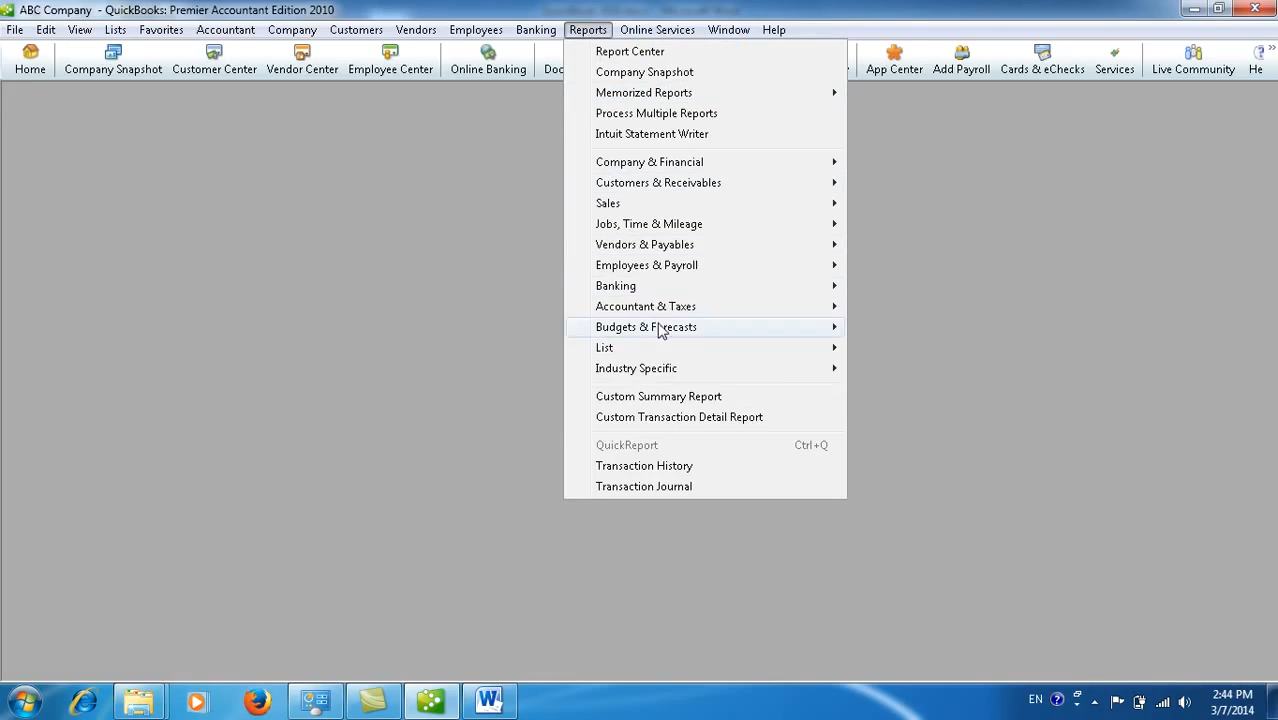 ABC Company - QuickBooks: Premier Accountant Edition 2010
File Edit View Lists Favorites Accountant Company Customers Vendors Employees Banking Reports Online Services Window Help
Home Company Snapshot Customer Center Vendor Center Employee Center Online Banking Doc App Center Add Payroll Cards & eChecks Services Live Community He
Report Center
Company Snapshot
Memorized Reports
Process Multiple Reports
Intuit Statement Writer
Company & Financial
Customers & Receivables
Sales
Jobs, Time & Mileage
Vendors & Payables
Employees & Payroll
Banking
Accountant & Taxes
Budgets & Forecasts
List
Industry Specific
Custom Summary Report
Custom Transaction Detail Report
QuickReport Ctrl+Q
Transaction History
Transaction Journal
EN 2:44 PM
3/7/2014